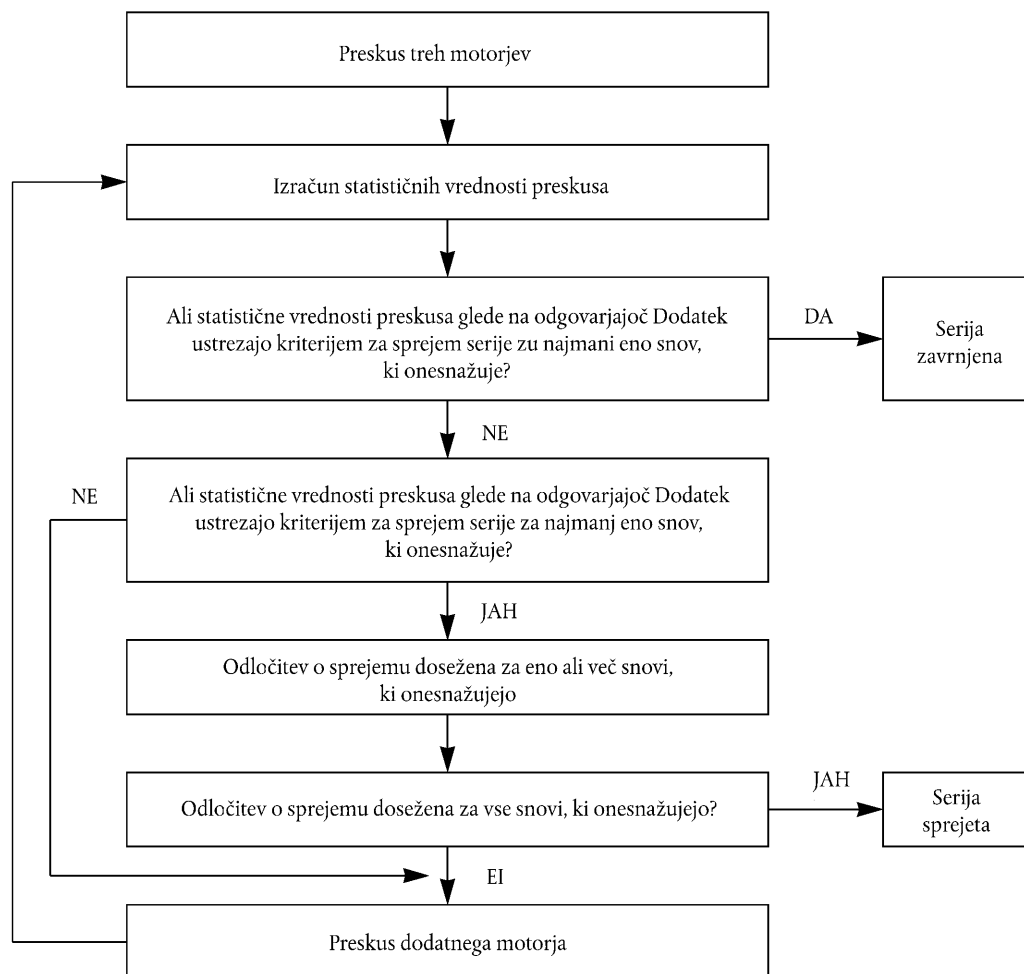 Preskus treh motorjev
Izračun statističnih vrednosti preskusa
Ali statistične vrednosti preskusa glede na odgovarjajoč Dodatek
ustrezajo kriterijem za sprejem serije zu najmani eno snov,
ki onesnažuje?
DA
Serija
zavrnjena
NE
Ali statistične vrednosti preskusa glede na odgovarjajoč Dodatek
ustrezajo kriterijem za sprejem serije za najmanj eno snov,
ki onesnažuje?
NE
JAH
Odločitev o sprejemu dosežena za eno ali več snovi,
ki onesnažujejo
Odločitev o sprejemu dosežena za vse snovi, ki onesnažujejo?
JAH
Serija
sprejeta
EI
Preskus dodatnega motorja